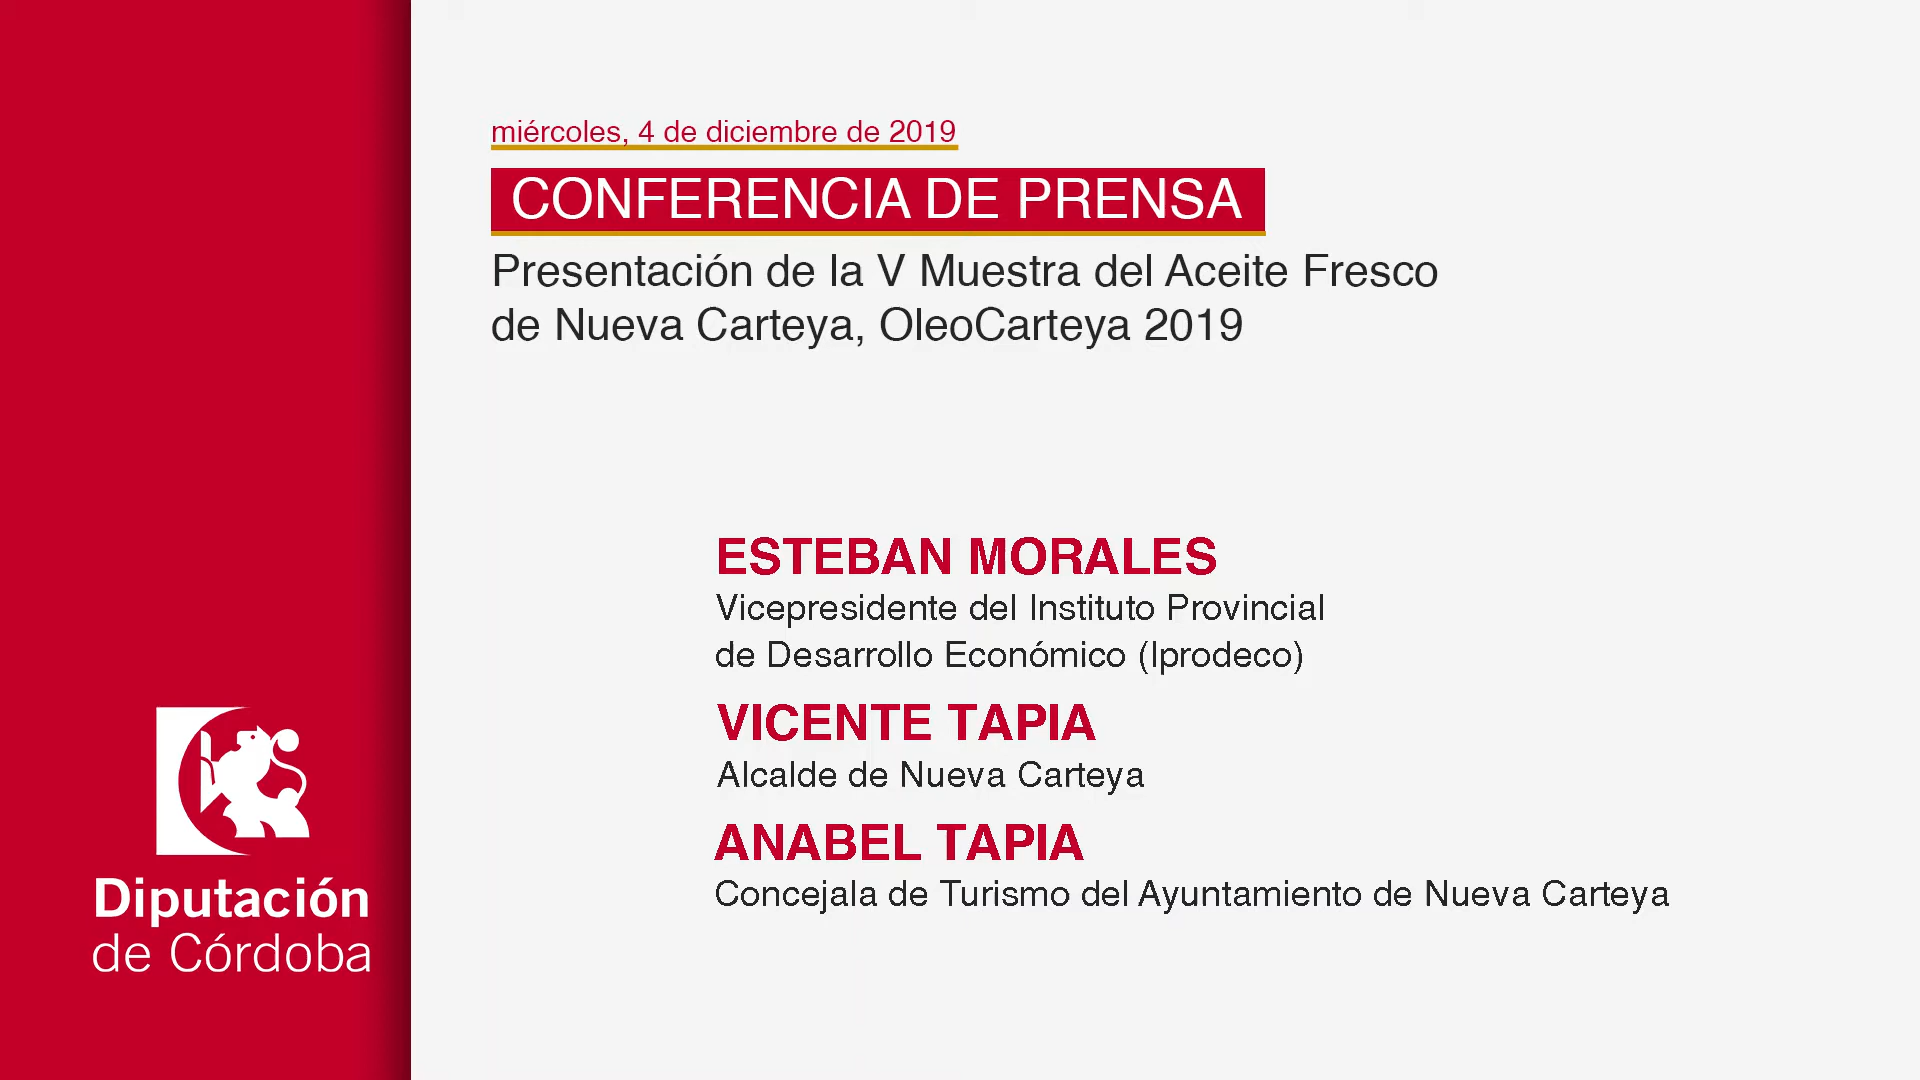 miércoles, 4 de diciembre de 2019
CONFERENCIA DE PRENSA
Presentación de la V Muestra del Aceite Fresco
de Nueva Carteya, OleoCarteya 2019
ESTEBAN MORALES
Vicepresidente del Instituto Provincial
de Desarrollo Económico (Iprodeco)
VICENTE TAPIA
Alcalde de Nueva Carteya
ANABEL TAPIA
Concejala de Turismo del Ayuntamiento de Nueva Carteya
Diputación
de Córdoba